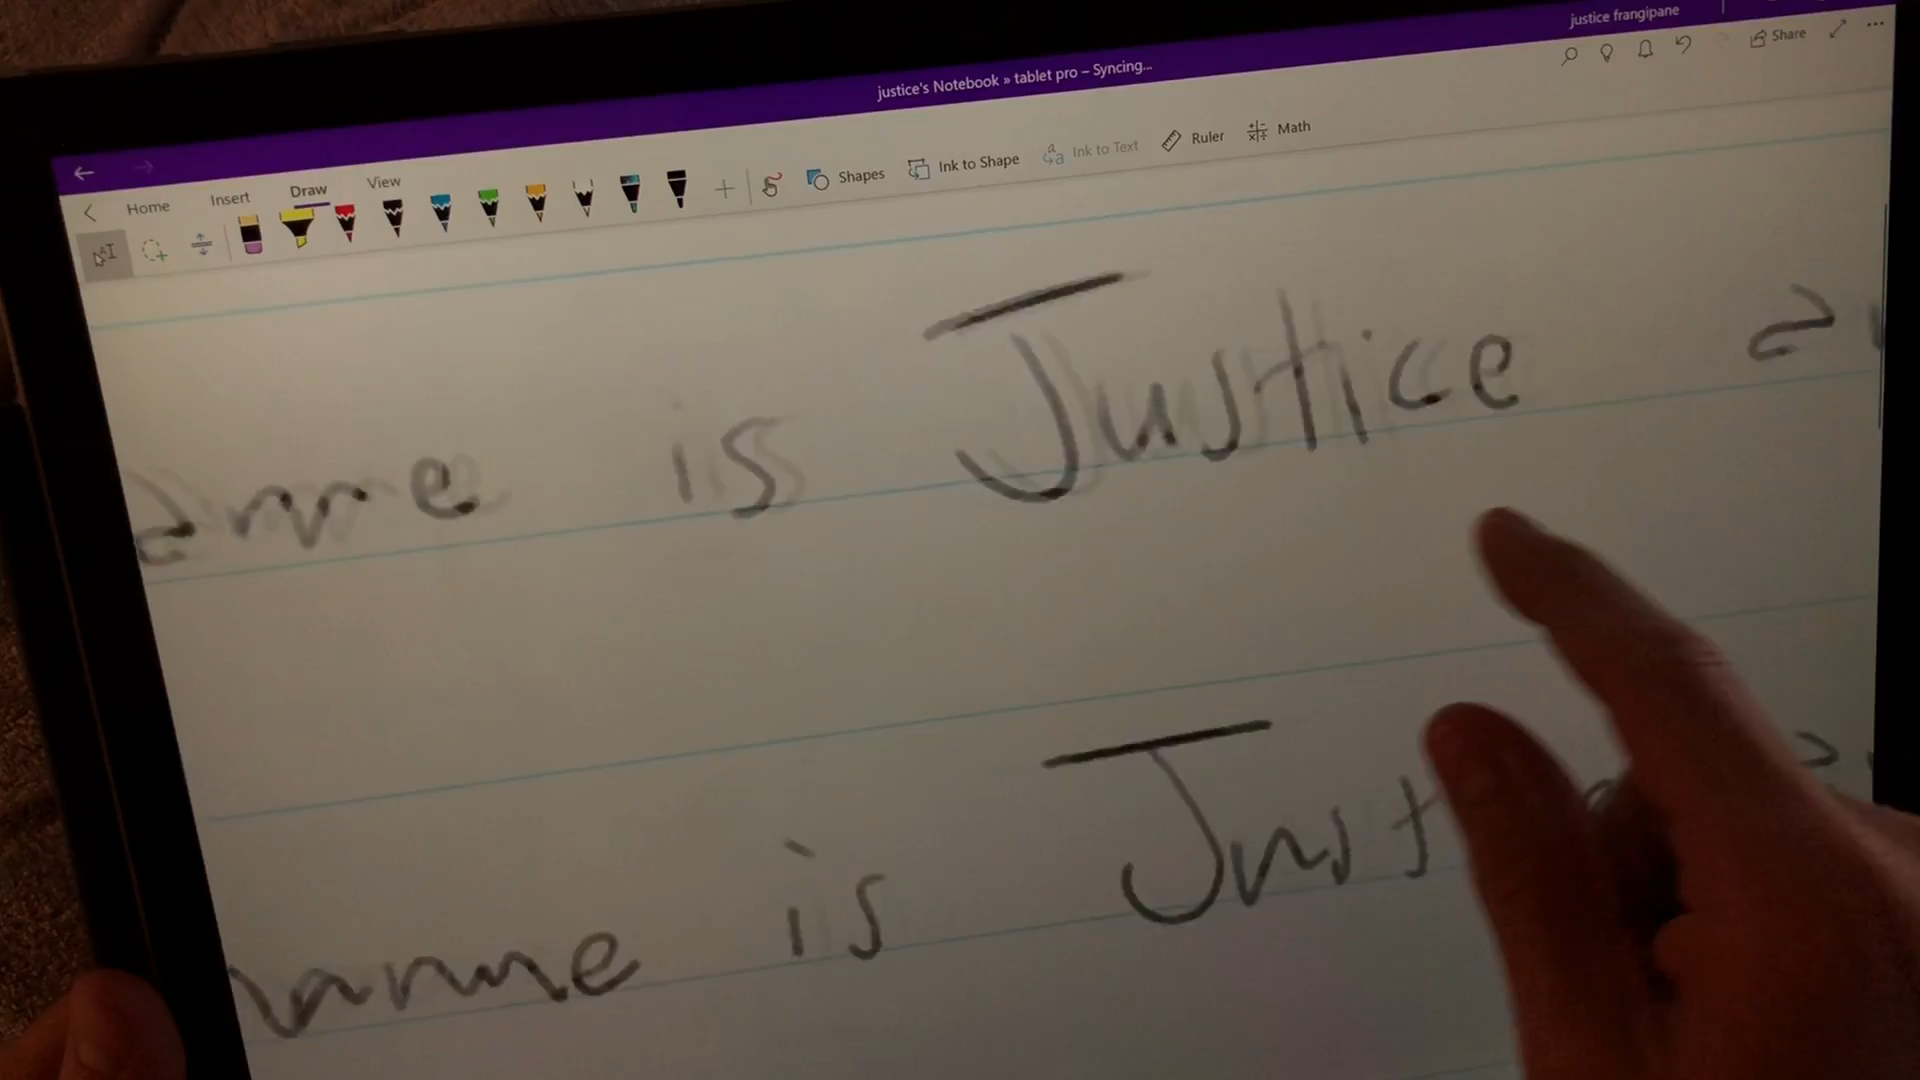 justice frangipane
justice's Notebook » tablet pro – Syncing...
Share
Home Insert Draw View
Shapes Ink to Shape Ink to Text Ruler Math
ame is Justice
name is Just